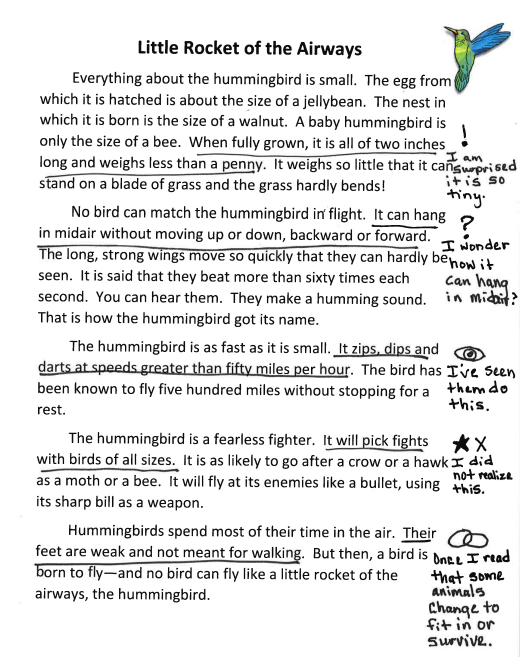 Little Rocket of the Airways
Everything about the hummingbird is small. The egg from
which it is hatched is about the size of a jellybean. The nest in
which it is born is the size of a walnut. A baby hummingbird is
only the size of a bee. When fully grown, it is all of two inches
long and weighs less than a penny. It weighs so little that it can
stand on a blade of grass and the grass hardly bends!
!
I am
surprised
it is so
tiny.
No bird can match the hummingbird in flight. It can hang
in midair without moving up or down, backward or forward.
The long, strong wings move so quickly that they can hardly be
seen. It is said that they beat more than sixty times each
second. You can hear them. They make a humming sound.
That is how the hummingbird got its name.
?
I wonder
how it
can hang
in midair?
The hummingbird is as fast as it is small. It zips, dips and
darts at speeds greater than fifty miles per hour. The bird has
been known to fly five hundred miles without stopping for a
rest.
I've seen
them do
this.
The hummingbird is a fearless fighter. It will pick fights
with birds of all sizes. It is as likely to go after a crow or a hawk
as a moth or a bee. It will fly at its enemies like a bullet, using
its sharp bill as a weapon.
★ X
I did
not realize
this.
Hummingbirds spend most of their time in the air. Their
feet are weak and not meant for walking. But then, a bird is
born to fly—and no bird can fly like a little rocket of the
airways, the hummingbird.
Once I read
that some
animals
change to
fit in or
survive.